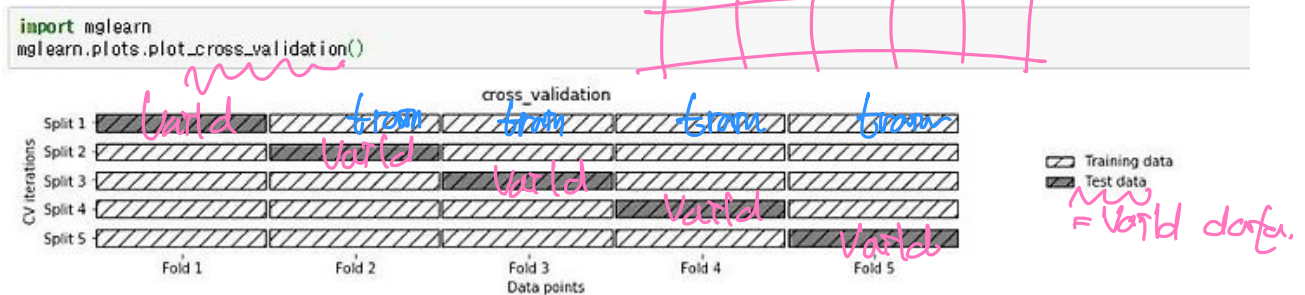 import mglearn
mglearn.plots.plot_cross_validation()
cross_validation
CV iterations
Split 1 Valid train train train train
Split 2 Valid
Split 3 Valid
Split 4 Valid
Split 5 Valid
Training data
Test data
= Valid data.
Fold 1 Fold 2 Fold 3 Fold 4 Fold 5
Data points